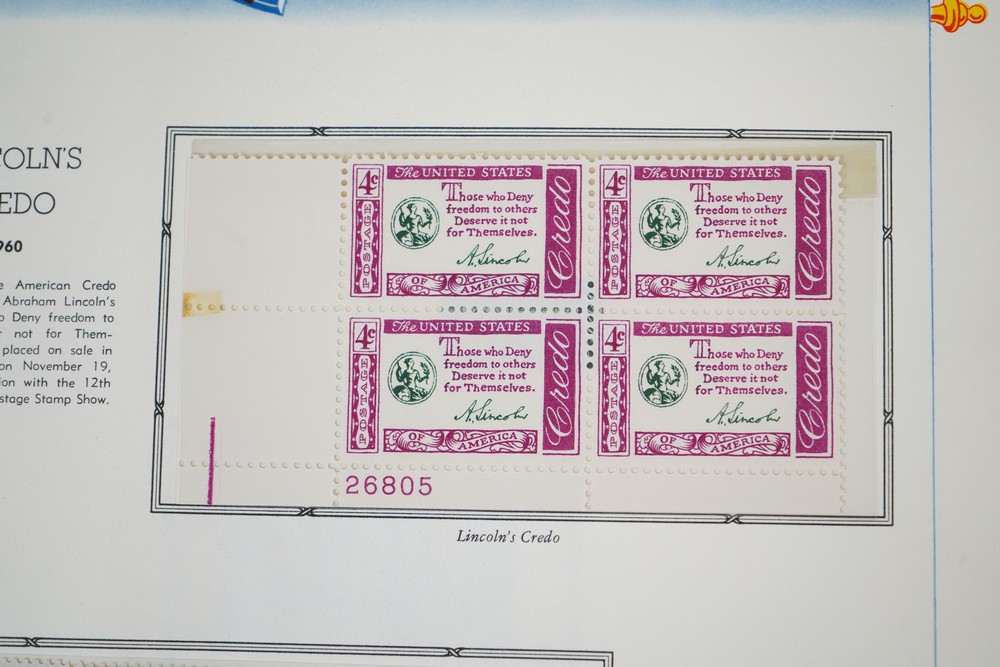 OLN'S
EDO
960
American Credo
Abraham Lincoln's
Deny freedom to
not for Them-
placed on sale in
on November 19,
ion with the 12th
ostage Stamp Show.
4c
The UNITED STATES
POSTAGE
Those who Deny
freedom to others
Deserve it not
for Themselves.
A. Lincoln
Credo
OF AMERICA
4c
The UNITED STATES
POSTAGE
Those who Deny
freedom to others
Deserve it not
for Themselves.
A. Lincoln
Credo
OF AMERICA
4c
The UNITED STATES
POSTAGE
Those who Deny
freedom to others
Deserve it not
for Themselves.
A. Lincoln
Credo
OF AMERICA
4c
The UNITED STATES
POSTAGE
Those who Deny
freedom to others
Deserve it not
for Themselves.
A. Lincoln
Credo
OF AMERICA
26805
Lincoln's Credo